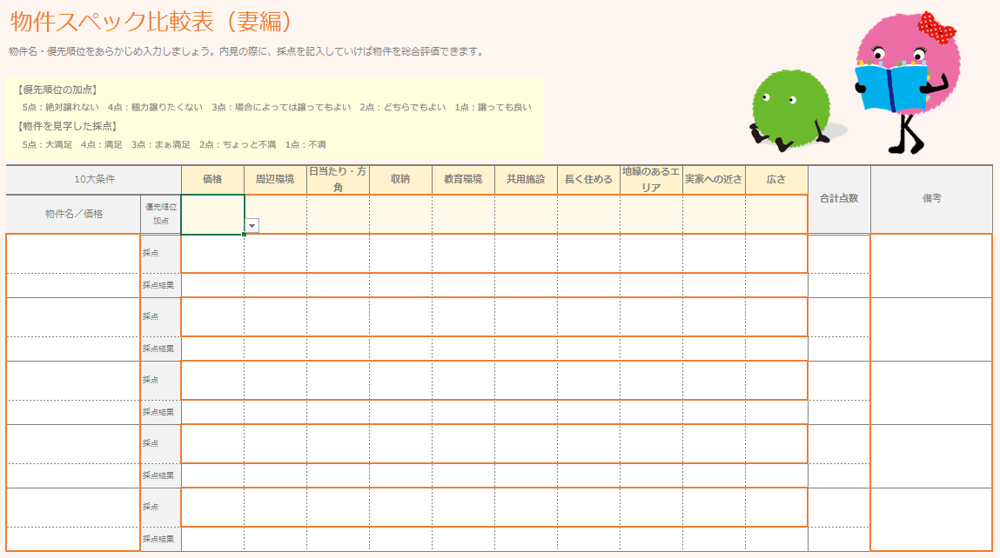 物件スペック比較表（妻編）
物件名・優先順位をあらかじめ入力しましょう。内見の際に、採点を記入していけば物件を総合評価できます。
【優先順位の加点】
5点：絶対譲れない　4点：極力譲りたくない　3点：場合によっては譲ってもよい　2点：どちらでもよい　1点：譲っても良い
【物件を見学した採点】
5点：大満足　4点：満足　3点：まぁ満足　2点：ちょっと不満　1点：不満
10大条件
価格
周辺環境
日当たり・方
角
収納
教育環境
共用施設
長く住める
地縁のあるエ
リア
実家への近さ
広さ
合計点数
備考
物件名／価格
優先順位
加点
採点
採点結果
採点
採点結果
採点
採点結果
採点
採点結果
採点
採点結果